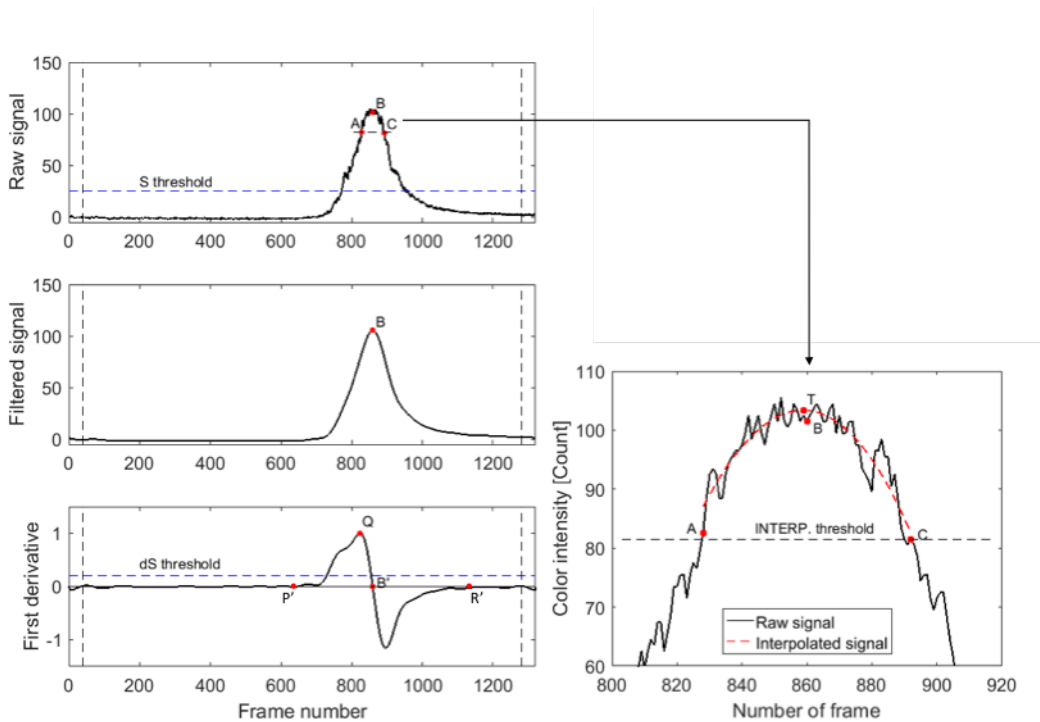 150
100
50
0
Raw signal
A
B
C
S threshold
0 200 400 600 800 1000 1200
150
100
50
0
Filtered signal
B
0 200 400 600 800 1000 1200
1
0
-1
First derivative
Q
dS threshold
P'
B'
R'
0 200 400 600 800 1000 1200
Frame number
110
100
90
80
70
60
Color intensity [Count]
T
B
A
INTERP. threshold
C
Raw signal
Interpolated signal
800 820 840 860 880 900 920
Number of frame